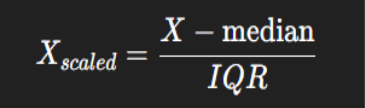 X_scaled = (X − median) / IQR